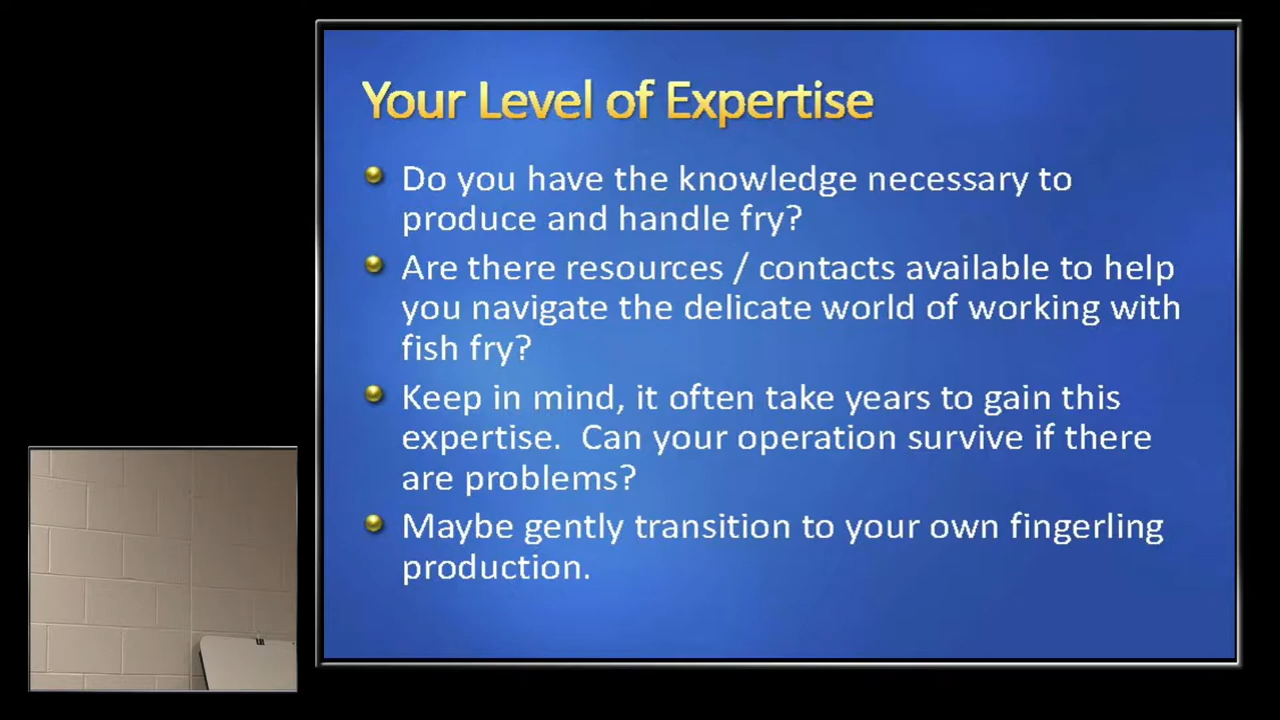 Your Level of Expertise
Do you have the knowledge necessary to
produce and handle fry?
Are there resources / contacts available to help
you navigate the delicate world of working with
fish fry?
Keep in mind, it often take years to gain this
expertise.  Can your operation survive if there
are problems?
Maybe gently transition to your own fingerling
production.